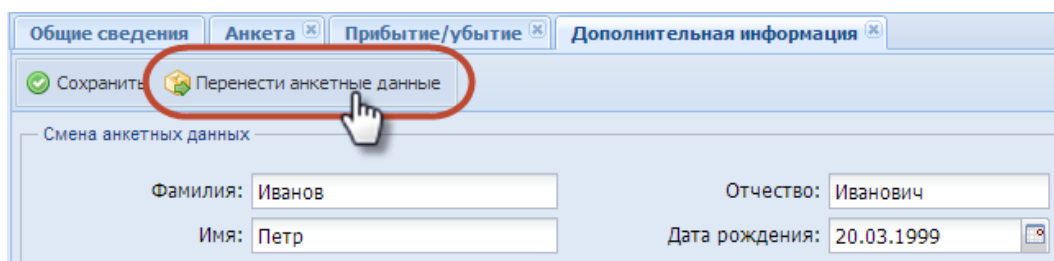 Общие сведения Анкета Прибытие/убытие Дополнительная информация
Сохранить Перенести анкетные данные
Смена анкетных данных
Фамилия: Иванов Отчество: Иванович
Имя: Петр Дата рождения: 20.03.1999